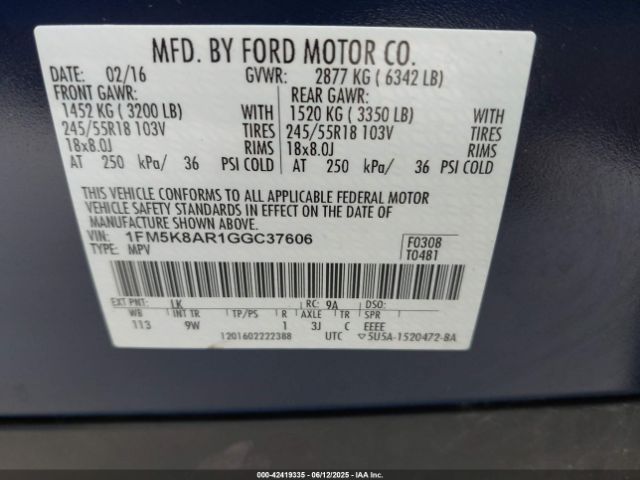 MFD. BY FORD MOTOR CO.
DATE: 02/16 GVWR: 2877 KG ( 6342 LB)
FRONT GAWR: REAR GAWR:
1452 KG ( 3200 LB) WITH 1520 KG ( 3350 LB) WITH
245/55R18 103V TIRES 245/55R18 103V TIRES
18x8.0J RIMS 18x8.0J RIMS
AT 250 kPa/ 36 PSI COLD AT 250 kPa/ 36 PSI COLD
THIS VEHICLE CONFORMS TO ALL APPLICABLE FEDERAL MOTOR
VEHICLE SAFETY STANDARDS IN EFFECT ON THE DATE OF
MANUFACTURE SHOWN ABOVE.
VIN: 1FM5K8AR1GGC37606 F0308
TYPE: MPV T0481
EXT PNT: LK RC: 9A DSO:
WB INT TR TP/PS R AXLE TR SPR
113 9W 1 3J C EEEE
1201602222388 UTC ▽5U5A-1520472-BA
00-42419335 - 06/12/2025 - IAA Inc.